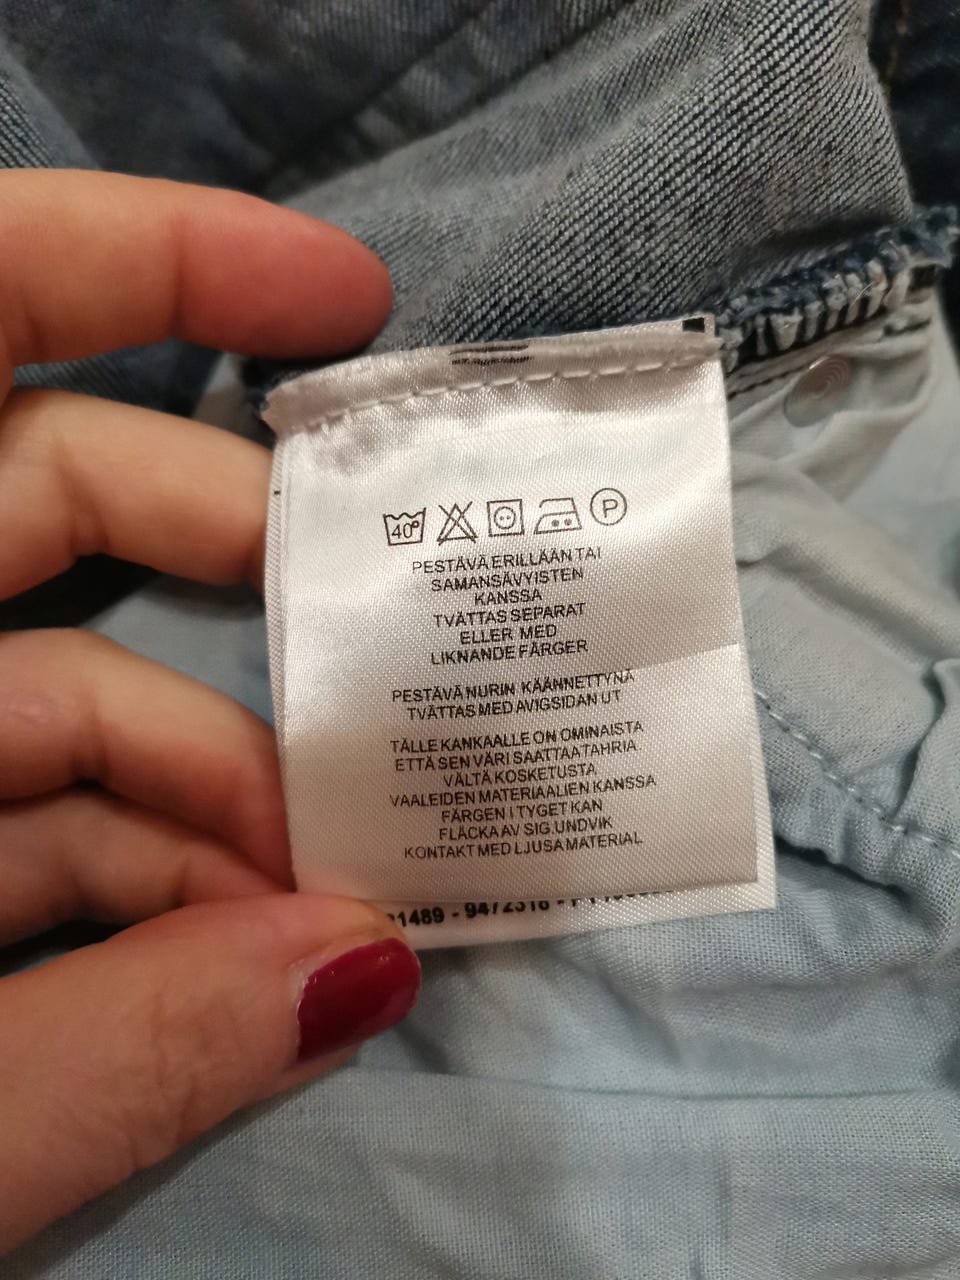 40° P
PESTÄVÄ ERILLÄÄN TAI
SAMANSÄVYISTEN
KANSSA
TVÄTTAS SEPARAT
ELLER MED
LIKNANDE FÄRGER
PESTÄVÄ NURIN KÄÄNNETTYNÄ
TVÄTTAS MED AVIGSIDAN UT
TÄLLE KANKAALLE ON OMINAISTA
ETTÄ SEN VÄRI SAATTAA TAHRIA.
VÄLTÄ KOSKETUSTA
VAALEIDEN MATERIAALIEN KANSSA
FÄRGEN I TYGET KAN
FLÄCKA AV SIG.UNDVIK
KONTAKT MED LJUSA MATERIAL
1489 - 9472318 -